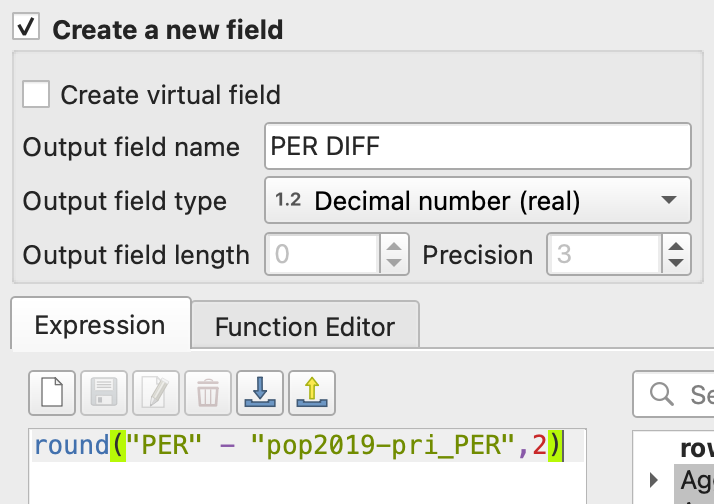 Create a new field
Create virtual field
Output field name PER DIFF
Output field type 1.2 Decimal number (real)
Output field length 0 Precision 3
Expression Function Editor
Se
round("PER" - "pop2019-pri_PER",2)
rov
Ag